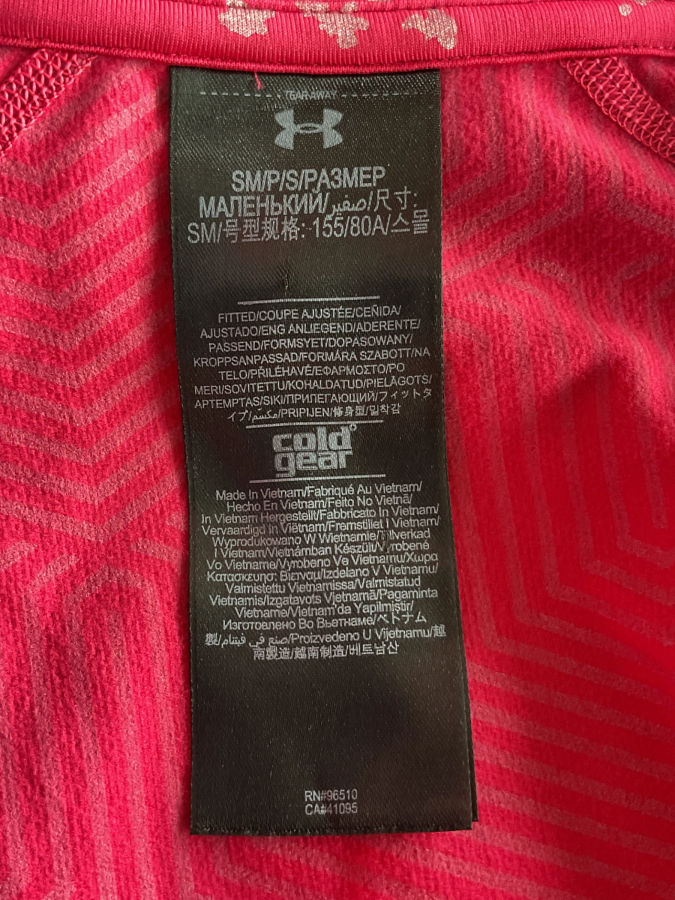 TEAR-AWAY
SM/P/S/РАЗМЕР
МАЛЕНЬКИЙ/صغير/尺寸:
SM/号型规格: 155/80A/스몰
FITTED/COUPE AJUSTÉE/CEÑIDA/
AJUSTADO/ENG ANLIEGEND/ADERENTE/
PASSEND/FORMSYET/DOPASOWANY/
KROPPSANPASSAD/FORMÁRA SZABOTT/NA
TELO/PŘILÉHAVÉ/ΕΦΑΡΜΟΣΤΟ/PO
MERI/SOVITETTU/KOHALDATUD/PIELĀGOTS/
APTEMPTAS/SIKI/ПРИЛЕГАЮЩИЙ/フィットタ
イプ/مكسّم/PRIPIJEN/修身型/밀착감
cold
gear
Made In Vietnam/Fabriqué Au Vietnam/
Hecho En Vietnam/Feito No Vietnã/
In Vietnam Hergestellt/Fabbricato In Vietnam/
Vervaardigd in Viëtnam/Fremstillet I Vietnam/
Wyprodukowano W Wietnamie/Tillverkad
I Vietnam/Vietnámban Készült/Vyrobené
Vo Vietname/Vyrobeno Ve Vietnamu/Χωρα
Κατασκευησ: Βιετναμ/Izdelano V Vietnamu/
Valmistettu Vietnamissa/Valmistatud
Vietnamis/Izgatavots Vjetnamā/Pagaminta
Vietname/Vietnam'da Yapilmiştir/
Изготовлено Во Вьетнаме/ベトナム
製/صنع في فيتنام/Proizvedeno U Vijetnamu/越
南製造/越南制造/베트남산
RN#96510
CA#41095